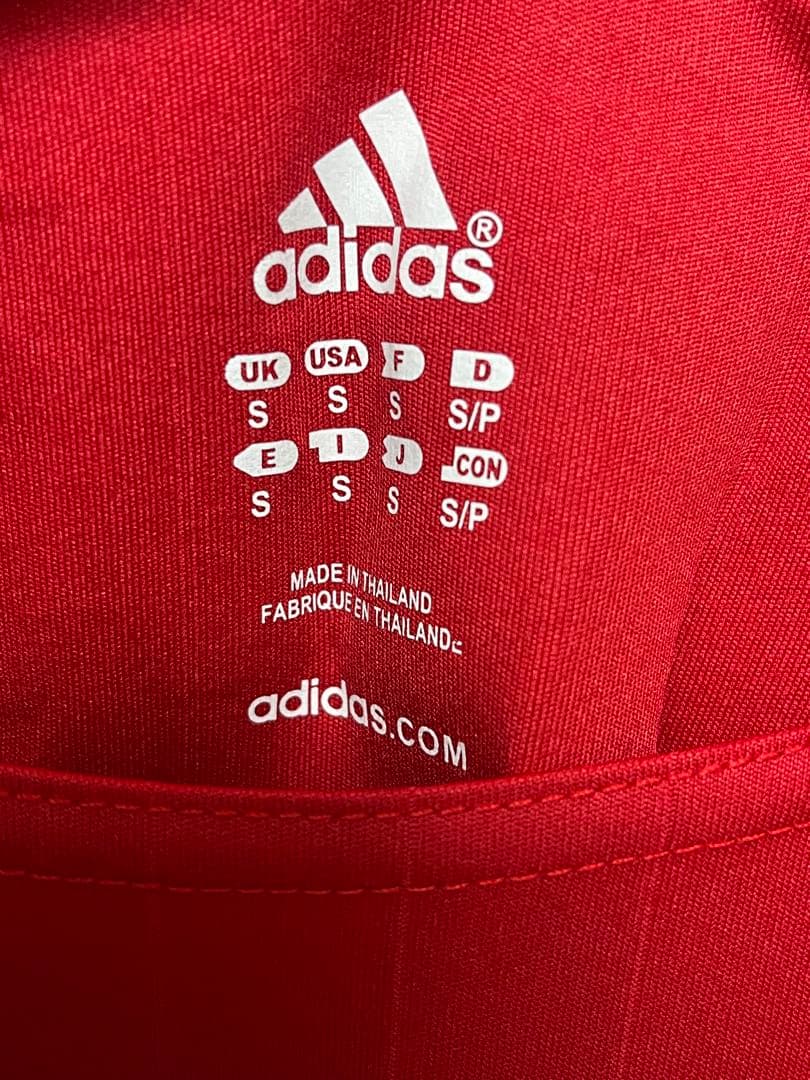 adidas®
UK USA F D
S S S S/P
E I J CON
S S S S/P
MADE IN THAILAND
FABRIQUE EN THAILANDE
adidas.COM